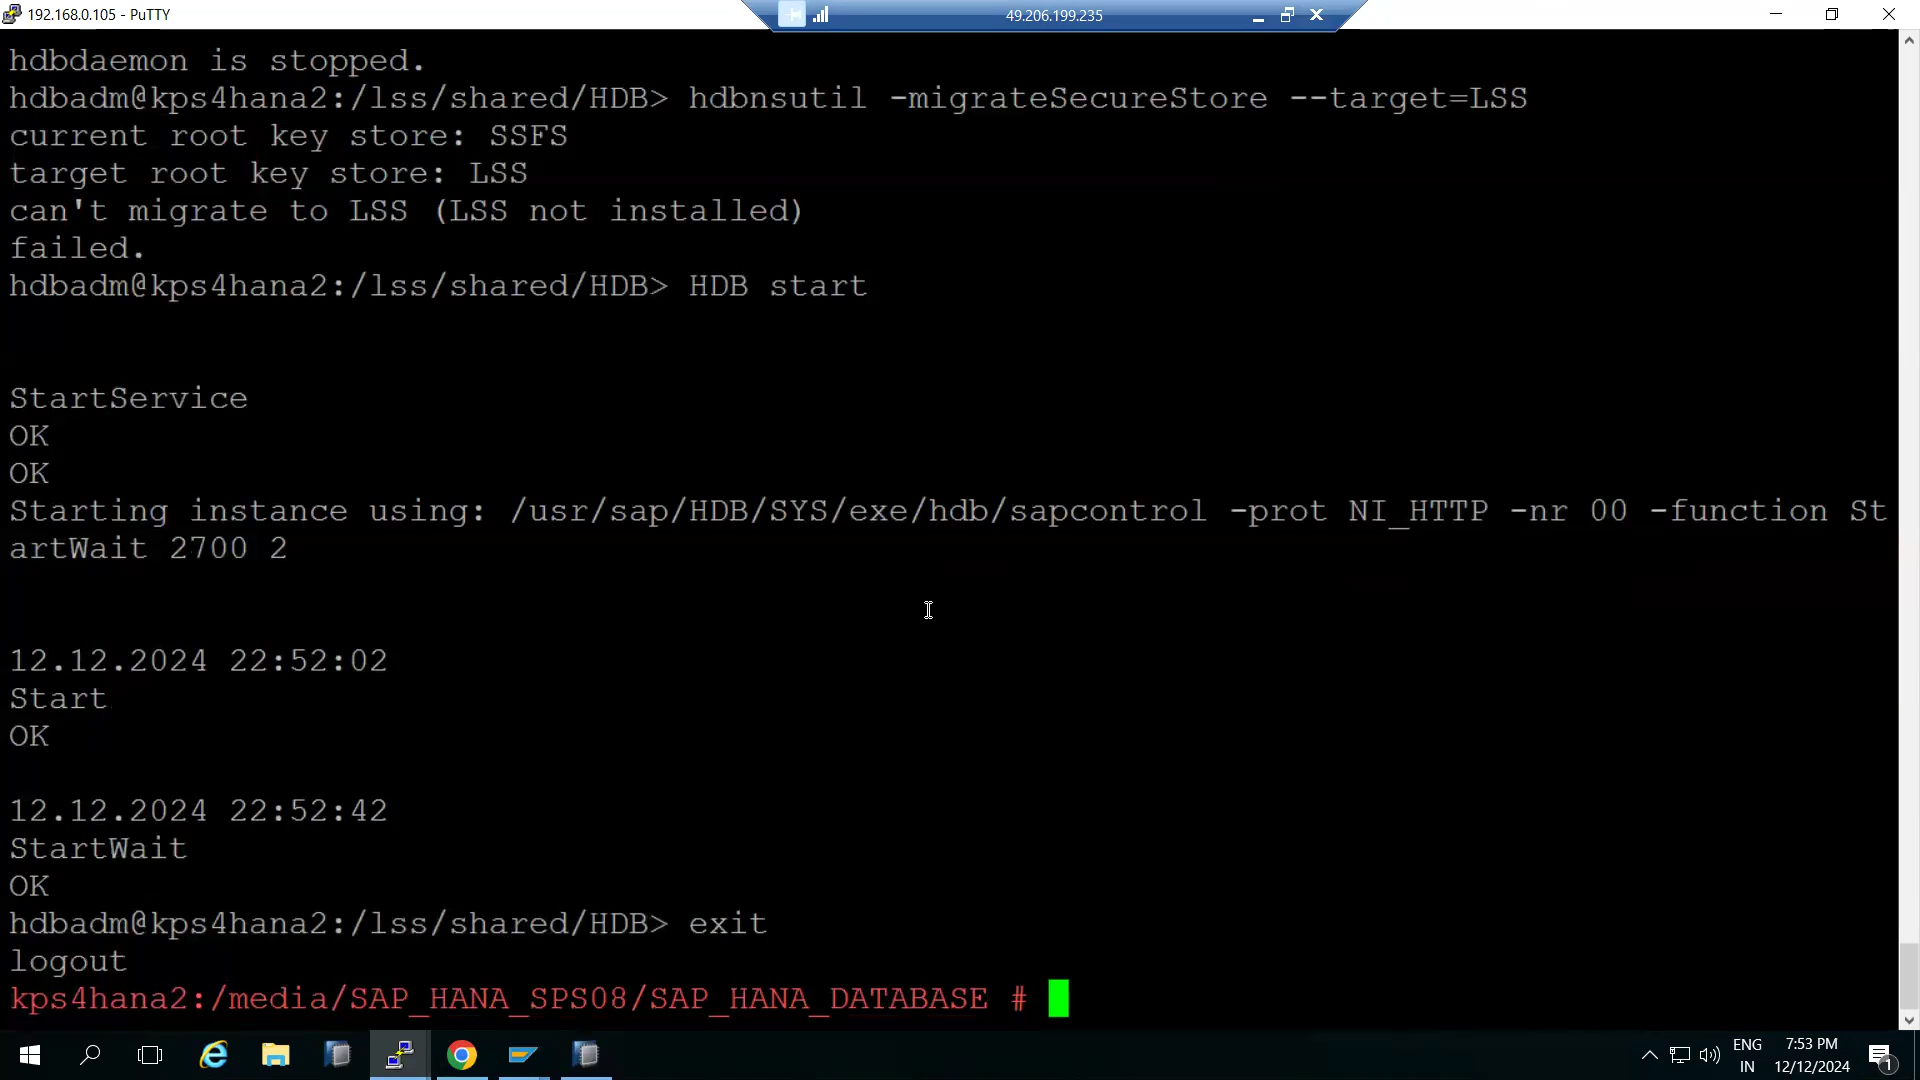 192.168.0.105 - PuTTY
49.206.199.235
hdbdaemon is stopped.
hdbadm@kps4hana2:/lss/shared/HDB> hdbnsutil -migrateSecureStore --target=LSS
current root key store: SSFS
target root key store: LSS
can't migrate to LSS (LSS not installed)
failed.
hdbadm@kps4hana2:/lss/shared/HDB> HDB start
StartService
OK
OK
Starting instance using: /usr/sap/HDB/SYS/exe/hdb/sapcontrol -prot NI_HTTP -nr 00 -function St
artWait 2700 2
12.12.2024 22:52:02
Start
OK
12.12.2024 22:52:42
StartWait
OK
hdbadm@kps4hana2:/lss/shared/HDB> exit
logout
kps4hana2:/media/SAP_HANA_SPS08/SAP_HANA_DATABASE #
ENG
IN
7:53 PM
12/12/2024
1